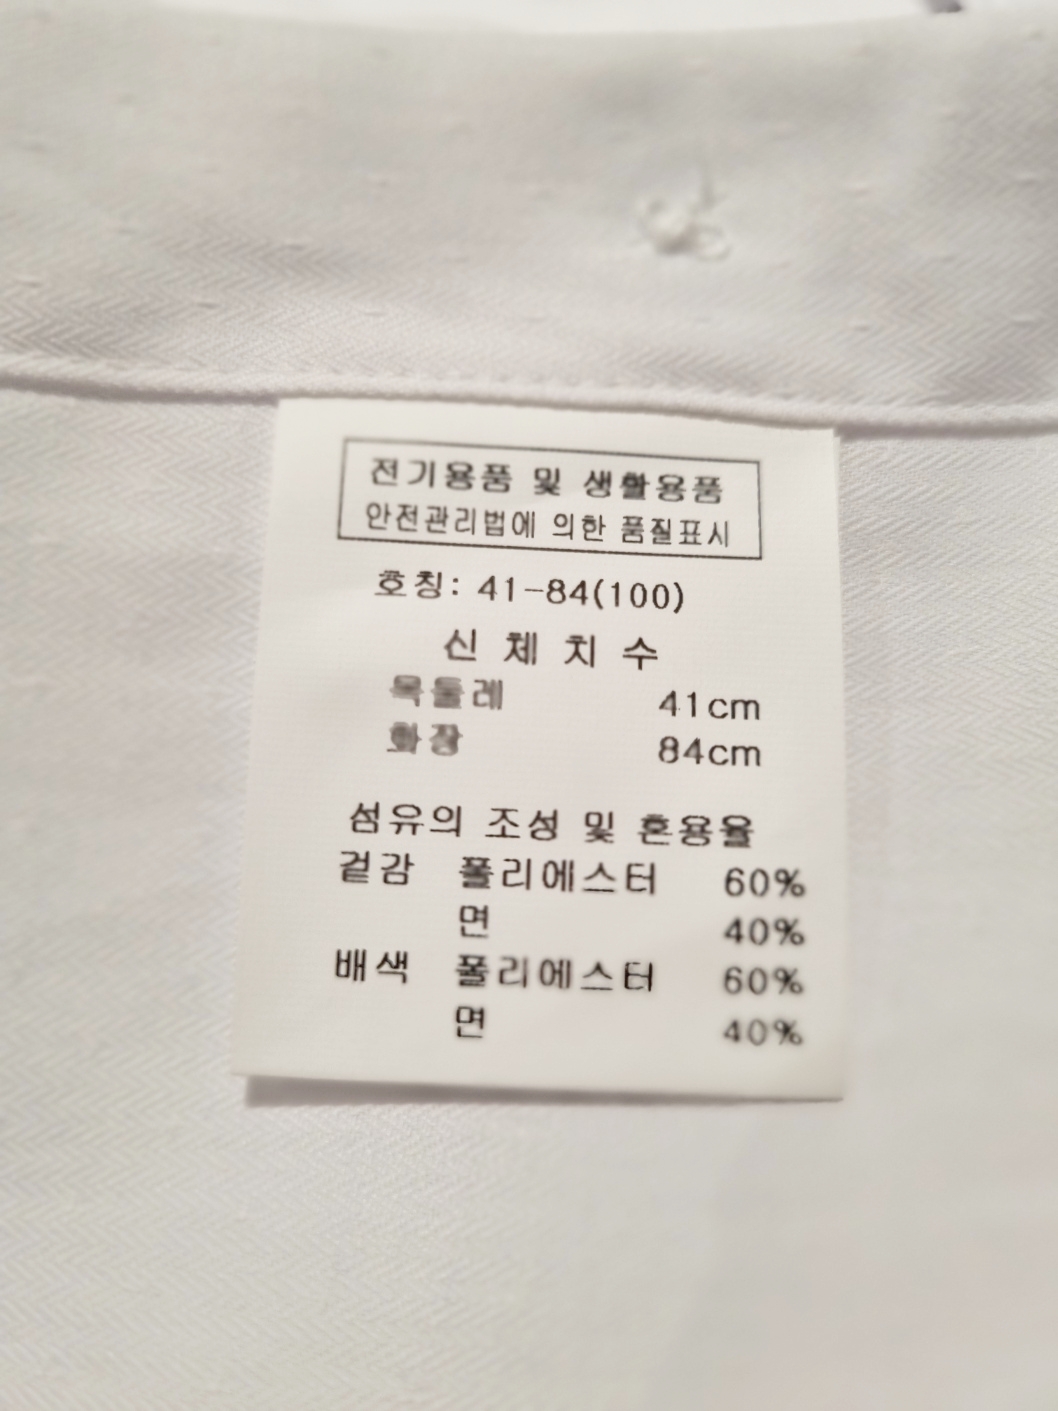 전기용품 및 생활용품
안전관리법에 의한 품질표시
호칭: 41-84(100)
신 체 치 수
목둘레 41cm
화장 84cm
섬유의 조성 및 혼용율
겉감 폴리에스터 60%
면 40%
배색 폴리에스터 60%
면 40%